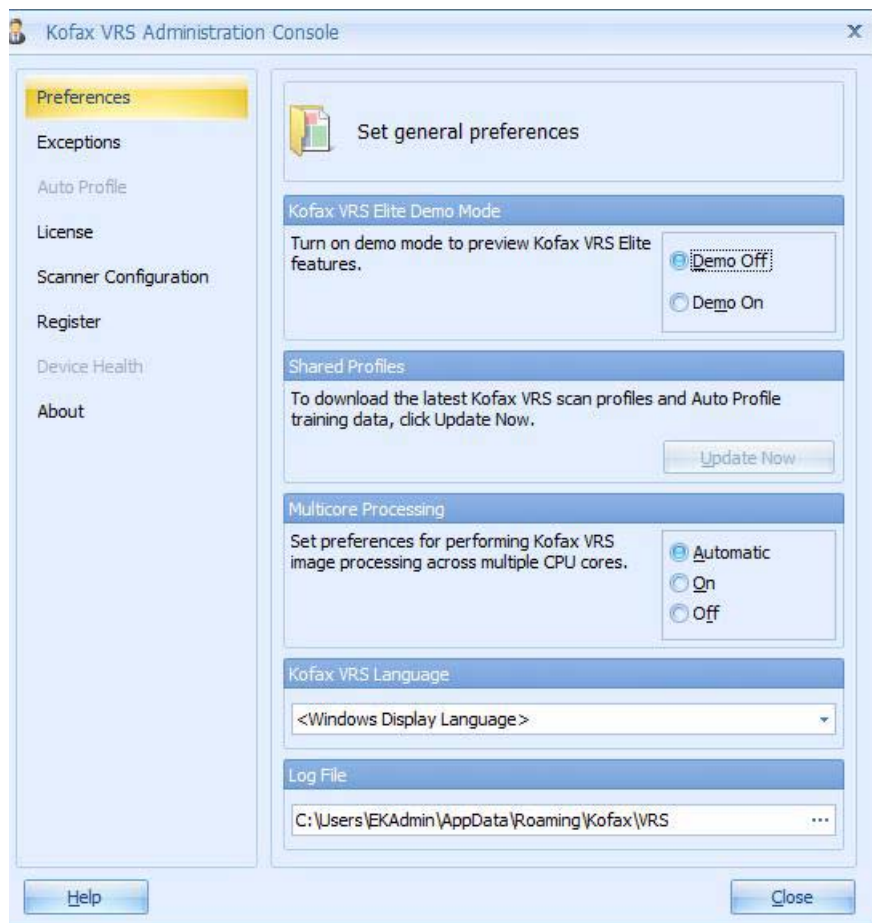 Kofax VRS Administration Console
Preferences
Exceptions
Auto Profile
License
Scanner Configuration
Register
Device Health
About
Set general preferences
Kofax VRS Elite Demo Mode
Turn on demo mode to preview Kofax VRS Elite
features.
Demo Off
Demo On
Shared Profiles
To download the latest Kofax VRS scan profiles and Auto Profile
training data, click Update Now.
Update Now
Multicore Processing
Set preferences for performing Kofax VRS
image processing across multiple CPU cores.
Automatic
On
Off
Kofax VRS Language
<Windows Display Language>
Log File
C:\Users\EKAdmin\AppData\Roaming\Kofax\VRS
...
Help
Close